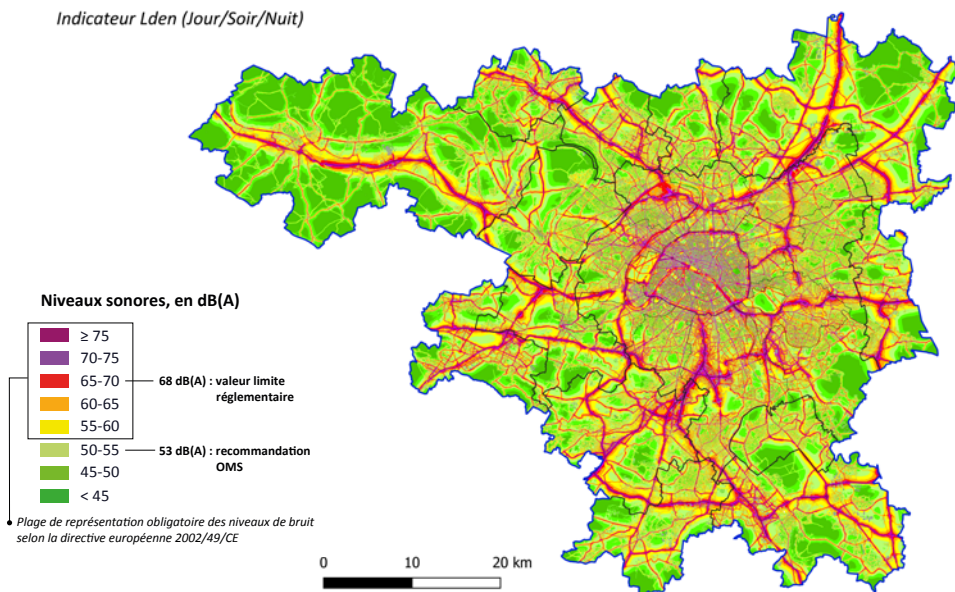 Indicateur Lden (Jour/Soir/Nuit)
Niveaux sonores, en dB(A)
≥ 75
70-75
65-70
68 dB(A) : valeur limite
réglementaire
60-65
55-60
50-55
53 dB(A) : recommandation
OMS
45-50
< 45
Plage de représentation obligatoire des niveaux de bruit
selon la directive européenne 2002/49/CE
0 10 20 km